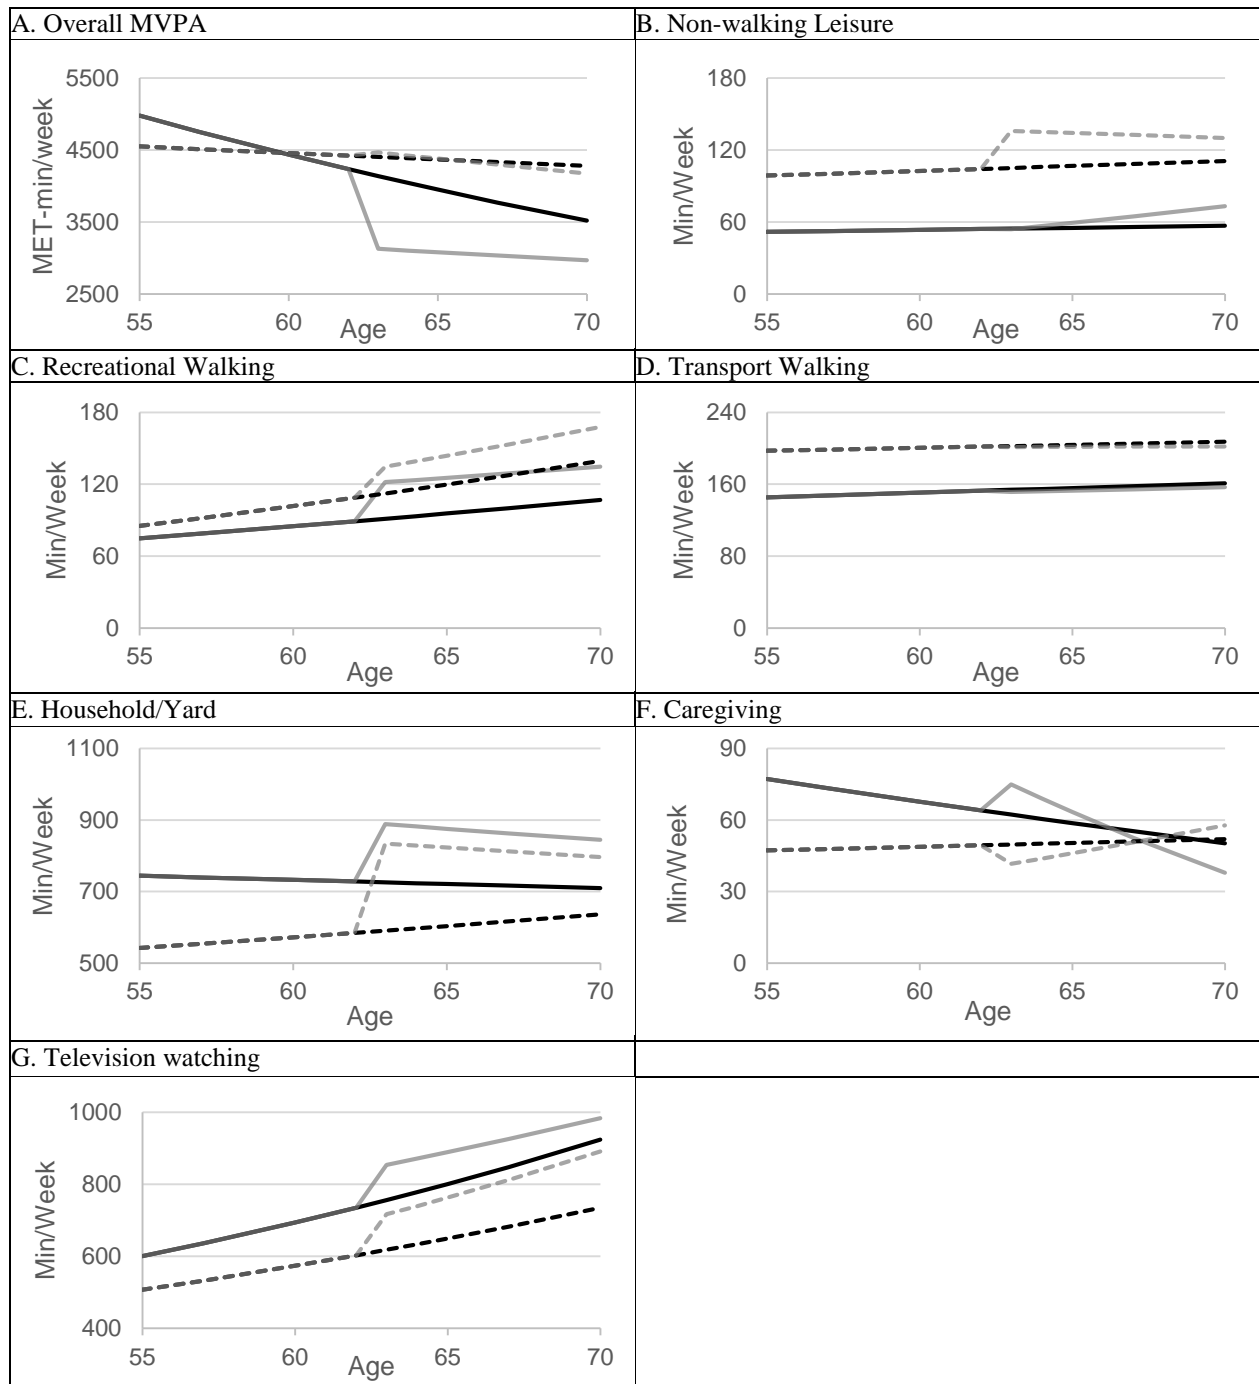 A. Overall MVPA
B. Non-walking Leisure
5500
4500
3500
2500
MET-min/week
55 60 65 70
Age
180
120
60
0
Min/Week
55 60 65 70
Age
C. Recreational Walking
D. Transport Walking
180
120
60
0
Min/Week
55 60 65 70
Age
240
160
80
0
Min/Week
55 60 65 70
Age
E. Household/Yard
F. Caregiving
1100
900
700
500
Min/Week
55 60 65 70
Age
90
60
30
0
Min/Week
55 60 65 70
Age
G. Television watching
1000
800
600
400
Min/Week
55 60 65 70
Age